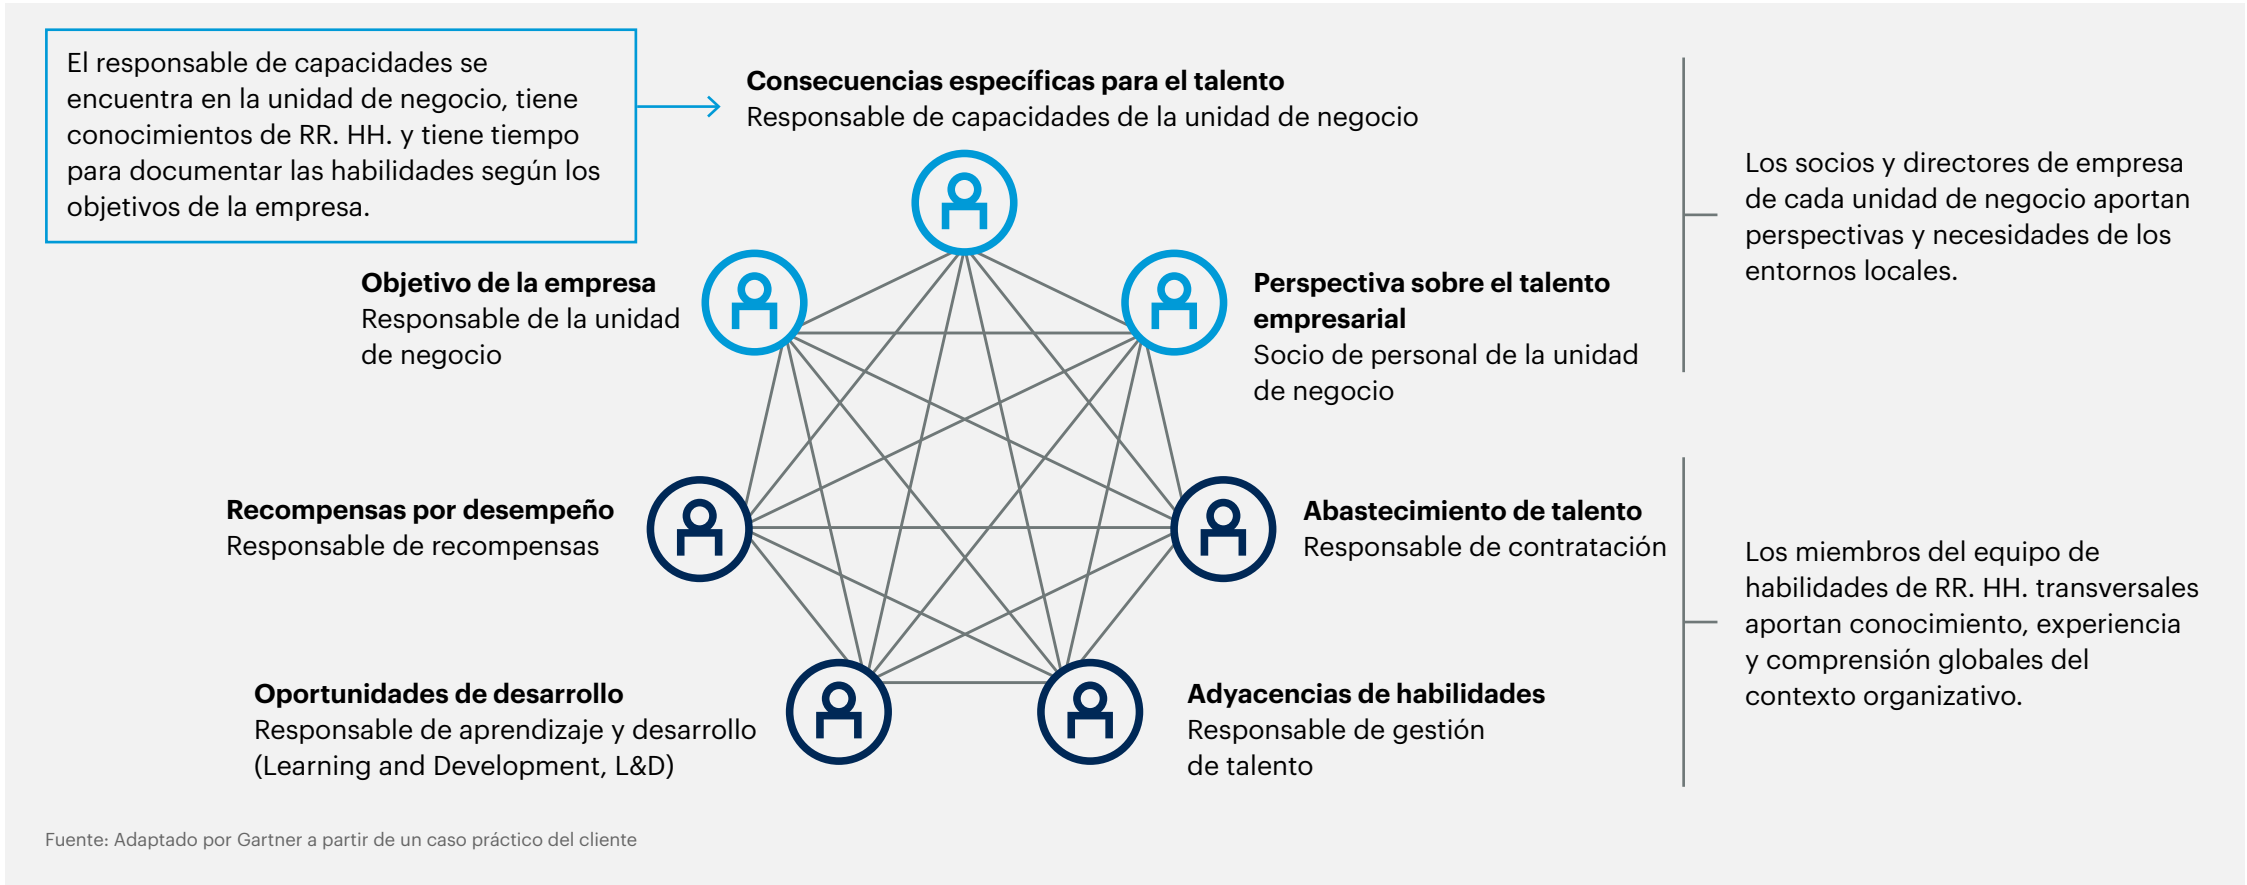 El responsable de capacidades se
encuentra en la unidad de negocio, tiene
conocimientos de RR. HH. y tiene tiempo
para documentar las habilidades según los
objetivos de la empresa.
Consecuencias específicas para el talento
Responsable de capacidades de la unidad de negocio
Objetivo de la empresa
Responsable de la unidad
de negocio
Perspectiva sobre el talento
empresarial
Socio de personal de la unidad
de negocio
Los socios y directores de empresa
de cada unidad de negocio aportan
perspectivas y necesidades de los
entornos locales.
Recompensas por desempeño
Responsable de recompensas
Abastecimiento de talento
Responsable de contratación
Oportunidades de desarrollo
Responsable de aprendizaje y desarrollo
(Learning and Development, L&D)
Adyacencias de habilidades
Responsable de gestión
de talento
Los miembros del equipo de
habilidades de RR. HH. transversales
aportan conocimiento, experiencia
y comprensión globales del
contexto organizativo.
Fuente: Adaptado por Gartner a partir de un caso práctico del cliente